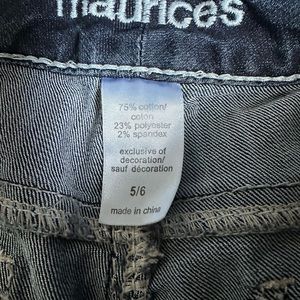 maurices
75% cotton/
coton
23% polyester
2% spandex
exclusive of
decoration/
sauf décoration
5/6
made in china